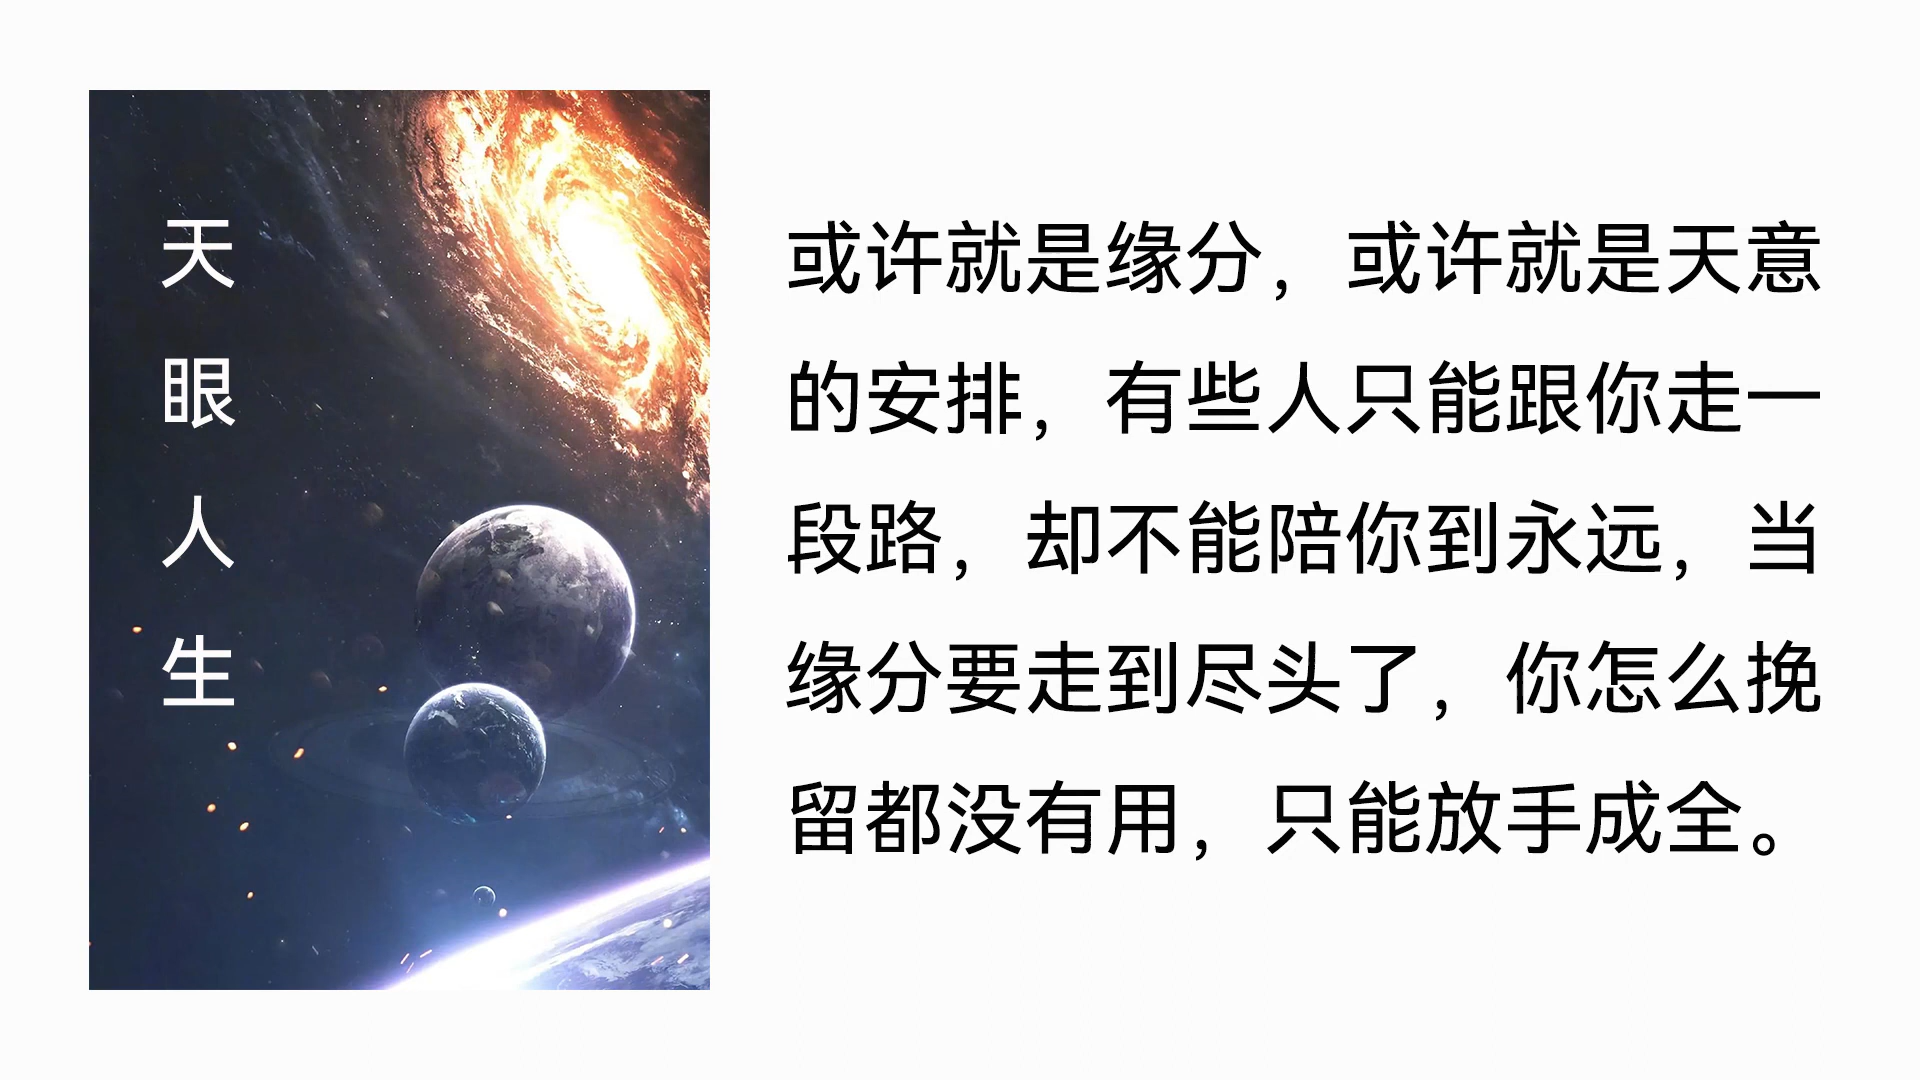 天眼人生
或许就是缘分，或许就是天意
的安排，有些人只能跟你走一
段路，却不能陪你到永远，当
缘分要走到尽头了，你怎么挽
留都没有用，只能放手成全。